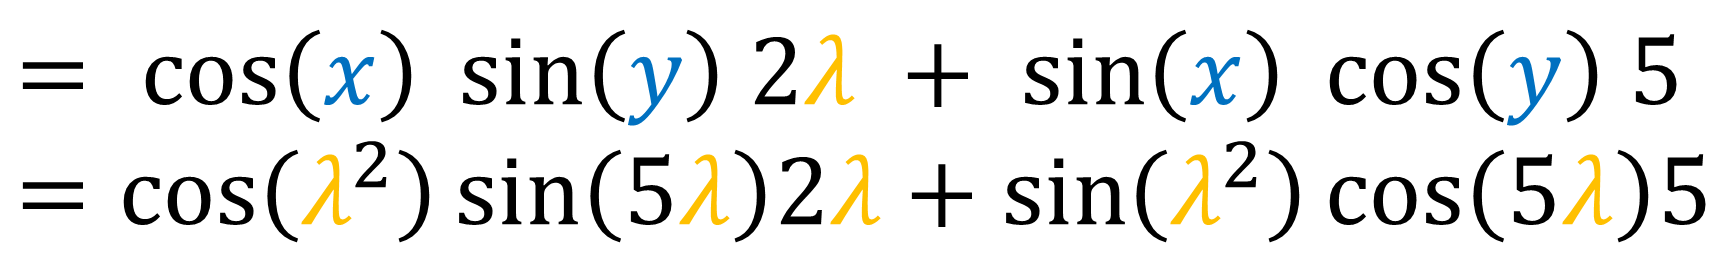 = cos(x) sin(y) 2λ + sin(x) cos(y) 5
= cos(λ²) sin(5λ)2λ + sin(λ²) cos(5λ)5